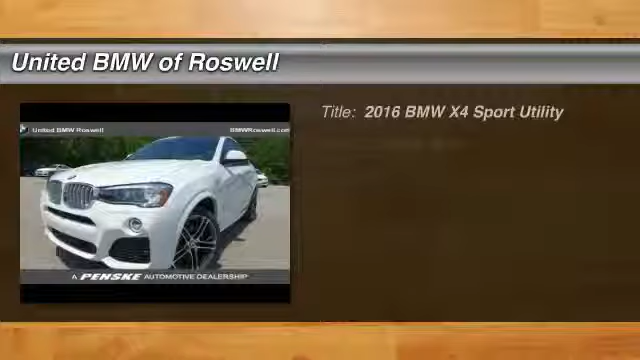 United BMW of Roswell
Title: 2016 BMW X4 Sport Utility
United BMW Roswell
BMWRoswell.com
A PENSKE AUTOMOTIVE DEALERSHIP